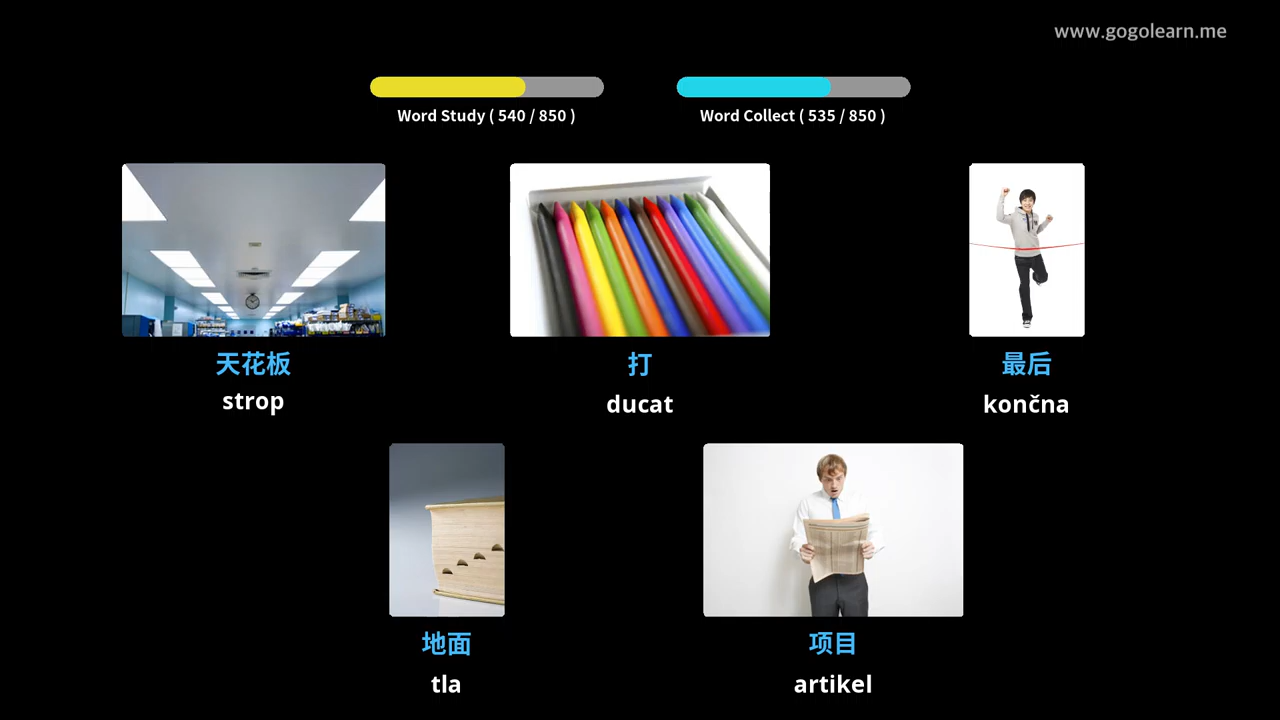 www.gogolearn.me
Word Study ( 540 / 850 )
Word Collect ( 535 / 850 )
天花板
strop
打
ducat
最后
končna
地面
tla
项目
artikel